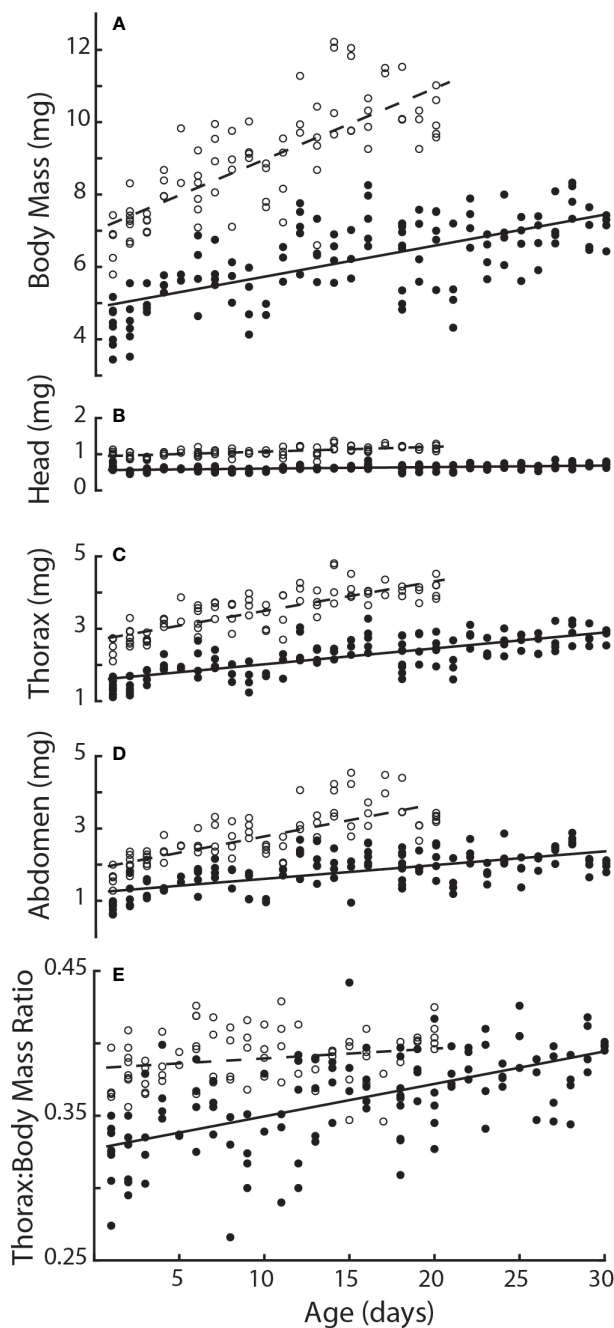 A
12
10
8
6
4
Body Mass (mg)
B
2
1
0
Head (mg)
C
5
3
1
Thorax (mg)
D
5
3
1
Abdomen (mg)
E
0.45
0.35
0.25
Thorax:Body Mass Ratio
5 10 15 20 25 30
Age (days)